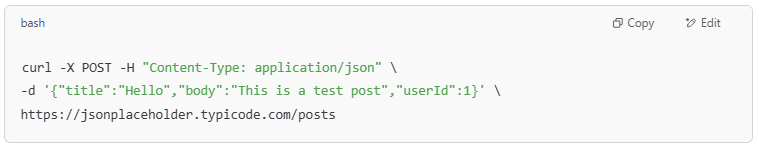 bash Copy Edit
curl -X POST -H "Content-Type: application/json" \
-d '{"title":"Hello","body":"This is a test post","userId":1}' \
https://jsonplaceholder.typicode.com/posts